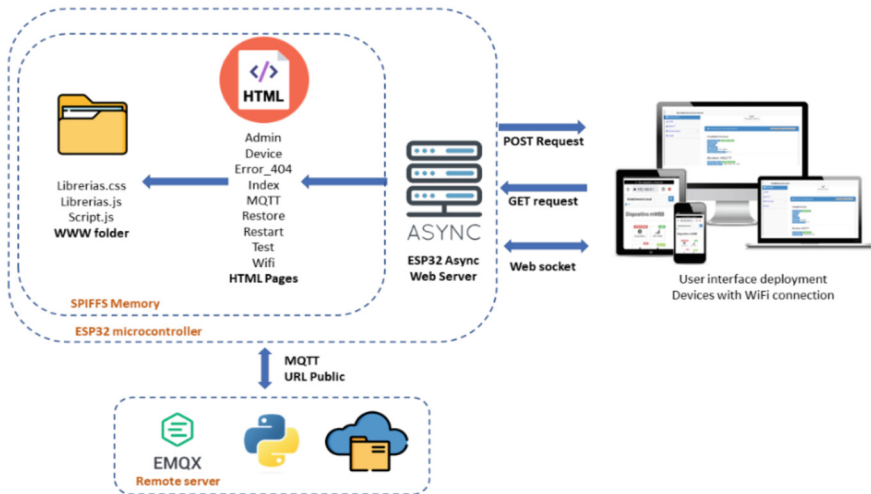 </>
HTML
Admin
Device
Error_404
Index
MQTT
Restore
Restart
Test
Wifi
HTML Pages
Librerias.css
Librerias.js
Script.js
WWW folder
SPIFFS Memory
ESP32 microcontroller
ASYNC
ESP32 Async
Web Server
POST Request
GET request
Web socket
Dispositivo mWEB
User interface deployment
Devices with WiFi connection
MQTT
URL Public
EMQX
Remote server